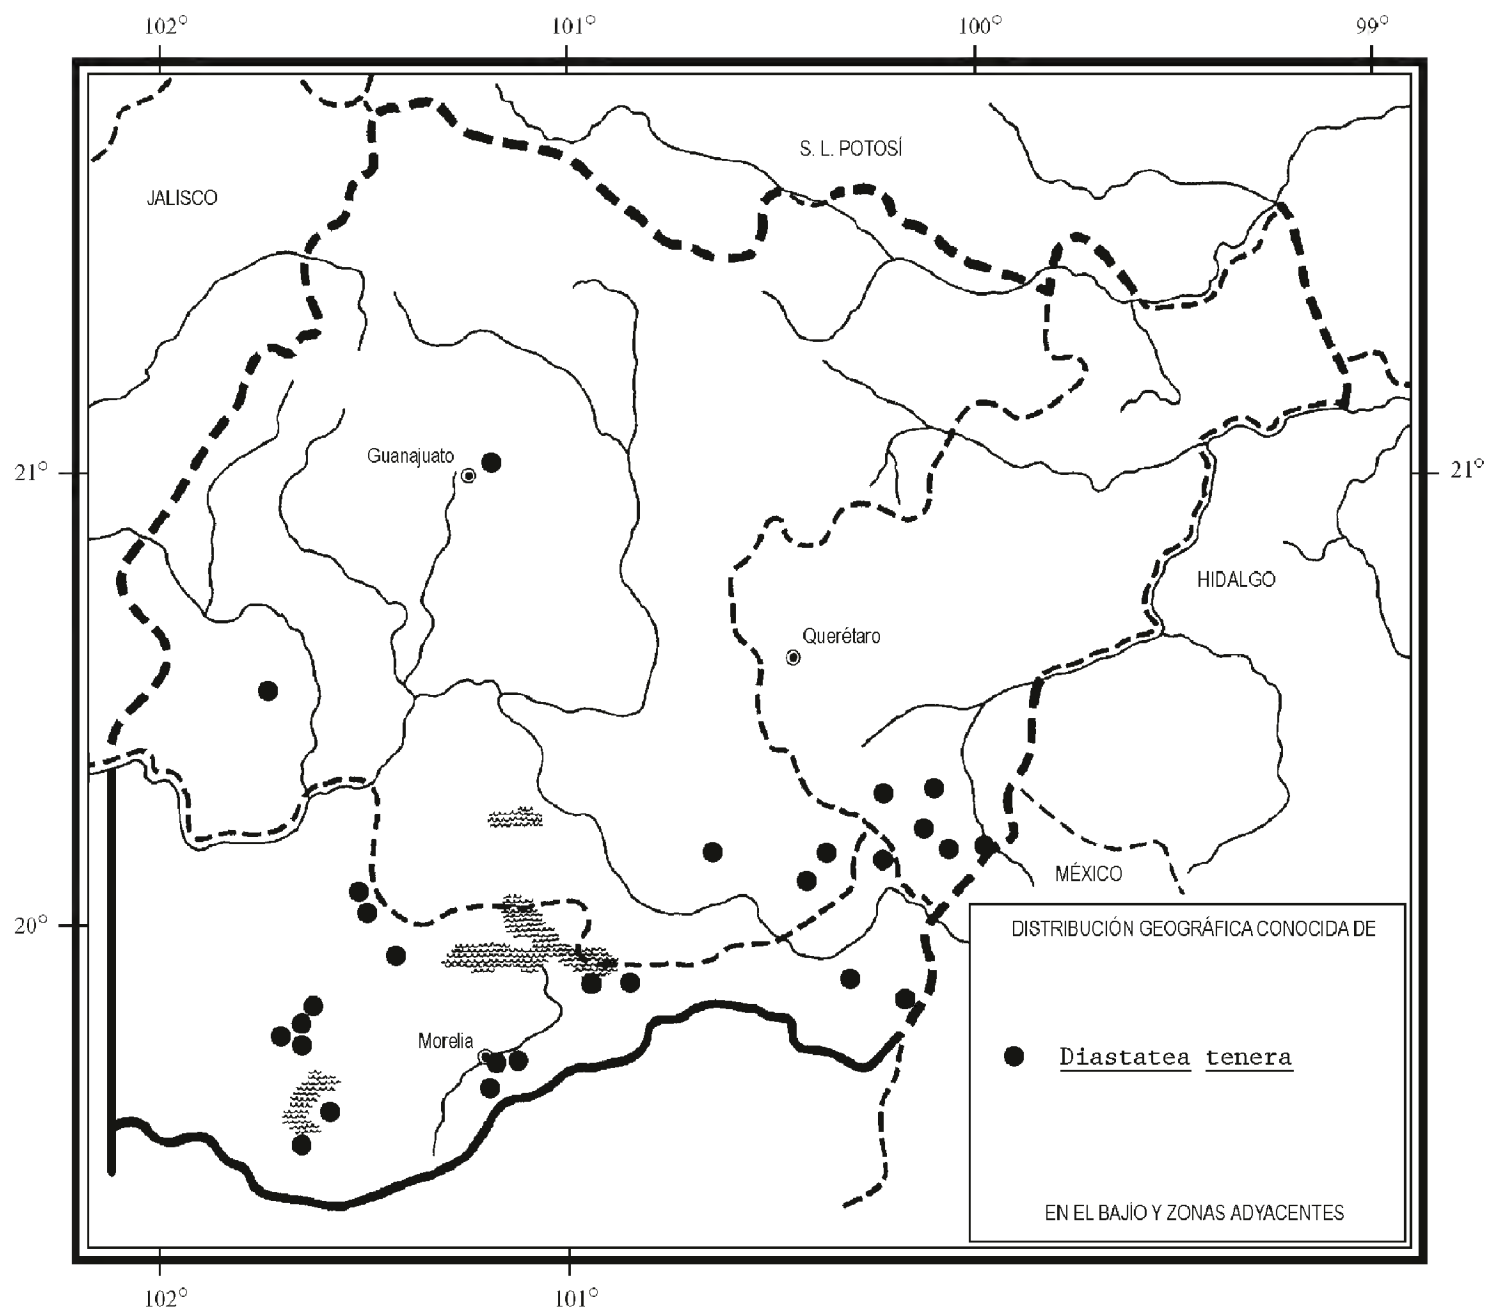 102° 101° 100° 99°
S. L. POTOSÍ
JALISCO
Guanajuato
21° 21°
HIDALGO
Querétaro
MÉXICO
20°
DISTRIBUCIÓN GEOGRÁFICA CONOCIDA DE
Morelia
Diastatea tenera
EN EL BAJÍO Y ZONAS ADYACENTES
102° 101°